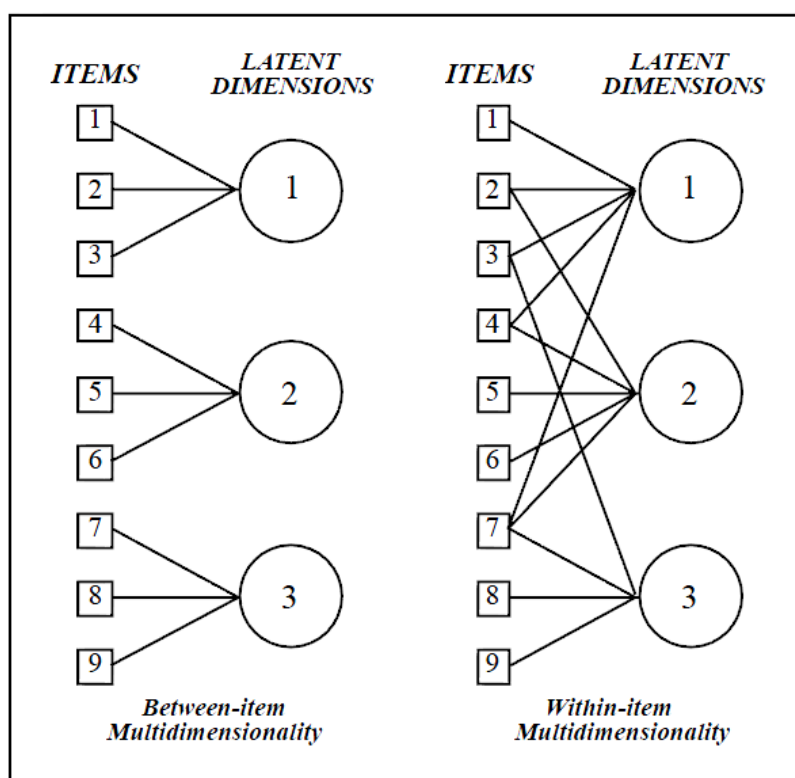 ITEMS
LATENT
DIMENSIONS
1
2
3
4
5
6
7
8
9
1
2
3
Between-item
Multidimensionality
ITEMS
LATENT
DIMENSIONS
1
2
3
4
5
6
7
8
9
1
2
3
Within-item
Multidimensionality